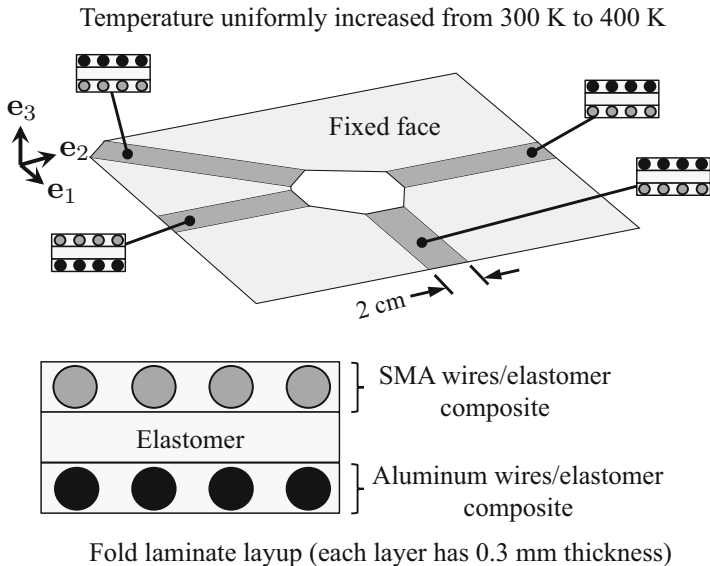 Temperature uniformly increased from 300 K to 400 K
e₃
e₂
e₁
Fixed face
2 cm
SMA wires/elastomer
composite
Elastomer
Aluminum wires/elastomer
composite
Fold laminate layup (each layer has 0.3 mm thickness)